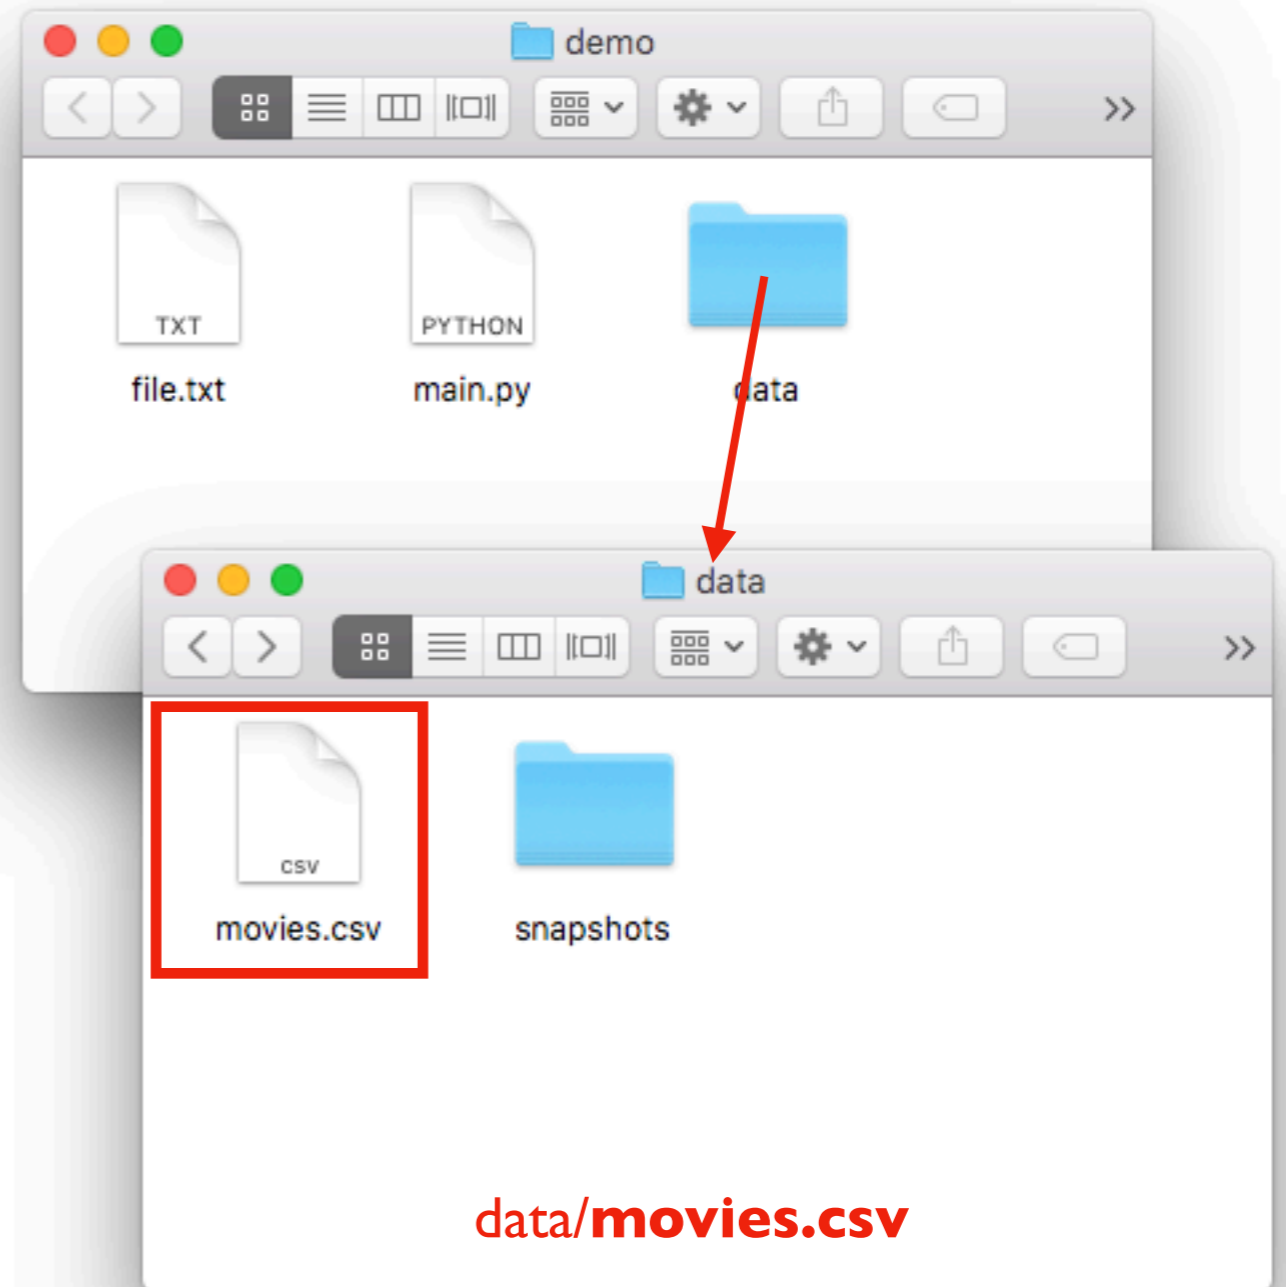 demo
TXT
PYTHON
file.txt
main.py
data
data
CSV
movies.csv
snapshots
data/movies.csv